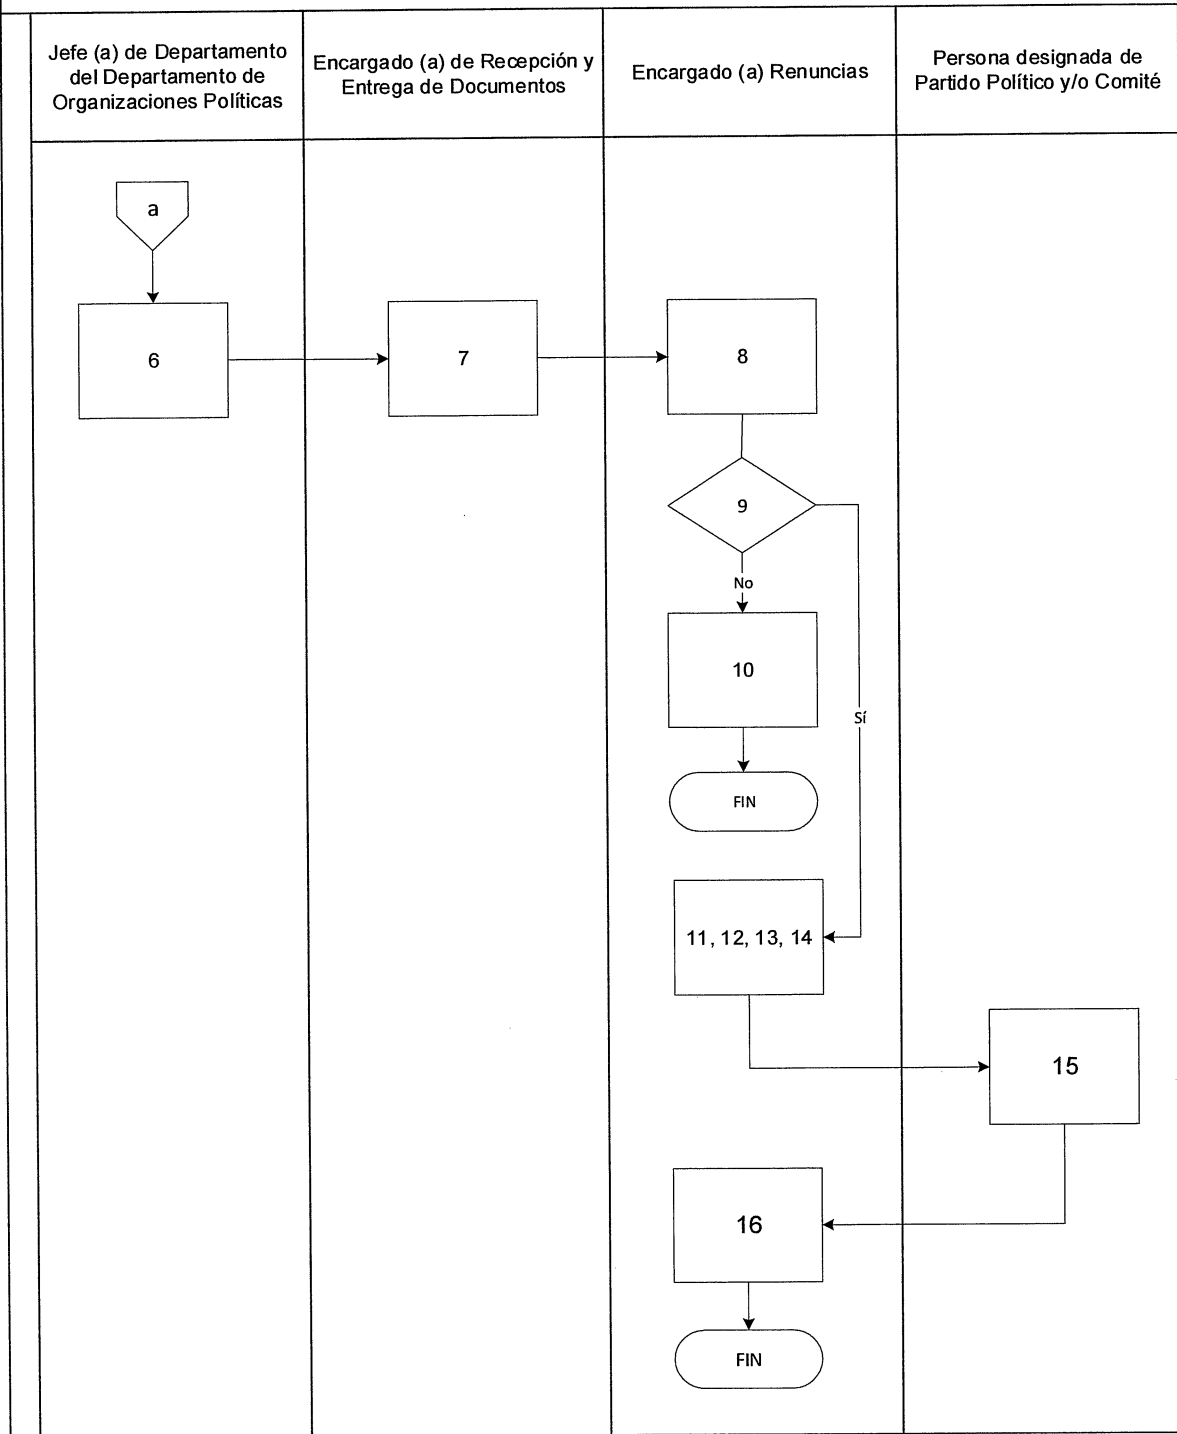 Jefe (a) de Departamento
del Departamento de
Organizaciones Políticas
Encargado (a) de Recepción y
Entrega de Documentos
Encargado (a) Renuncias
Persona designada de
Partido Político y/o Comité
a
6
7
8
9
No
10
Sí
FIN
11, 12, 13, 14
15
16
FIN